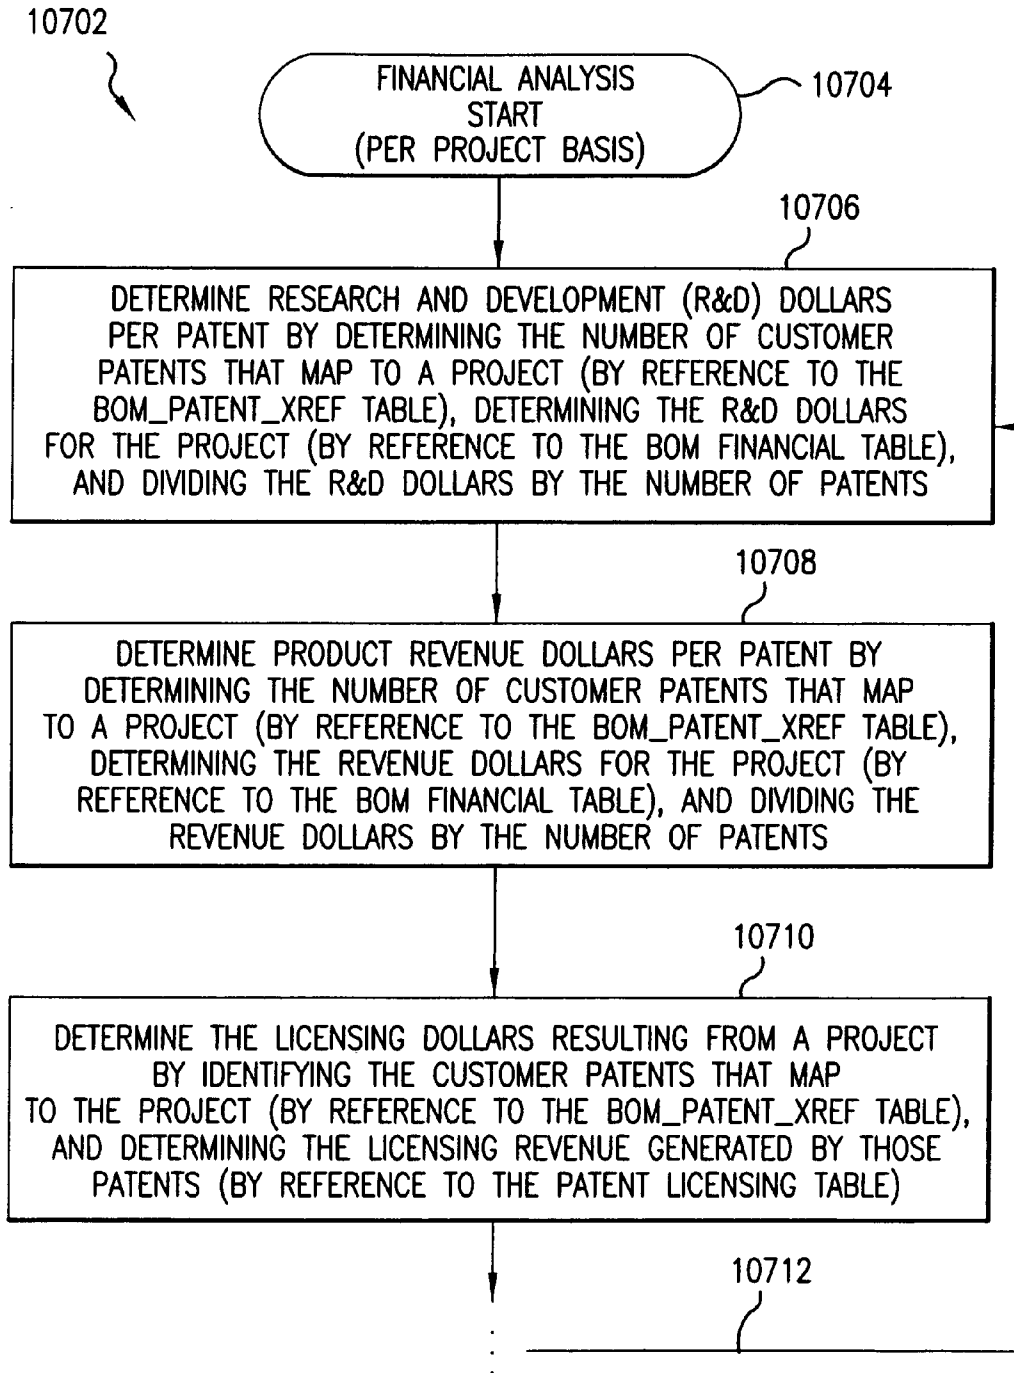 10702
FINANCIAL ANALYSIS
START
(PER PROJECT BASIS)
10704
10706
DETERMINE RESEARCH AND DEVELOPMENT (R&D) DOLLARS
PER PATENT BY DETERMINING THE NUMBER OF CUSTOMER
PATENTS THAT MAP TO A PROJECT (BY REFERENCE TO THE
BOM_PATENT_XREF TABLE), DETERMINING THE R&D DOLLARS
FOR THE PROJECT (BY REFERENCE TO THE BOM FINANCIAL TABLE),
AND DIVIDING THE R&D DOLLARS BY THE NUMBER OF PATENTS
10708
DETERMINE PRODUCT REVENUE DOLLARS PER PATENT BY
DETERMINING THE NUMBER OF CUSTOMER PATENTS THAT MAP
TO A PROJECT (BY REFERENCE TO THE BOM_PATENT_XREF TABLE),
DETERMINING THE REVENUE DOLLARS FOR THE PROJECT (BY
REFERENCE TO THE BOM FINANCIAL TABLE), AND DIVIDING THE
REVENUE DOLLARS BY THE NUMBER OF PATENTS
10710
DETERMINE THE LICENSING DOLLARS RESULTING FROM A PROJECT
BY IDENTIFYING THE CUSTOMER PATENTS THAT MAP
TO THE PROJECT (BY REFERENCE TO THE BOM_PATENT_XREF TABLE),
AND DETERMINING THE LICENSING REVENUE GENERATED BY THOSE
PATENTS (BY REFERENCE TO THE PATENT LICENSING TABLE)
10712